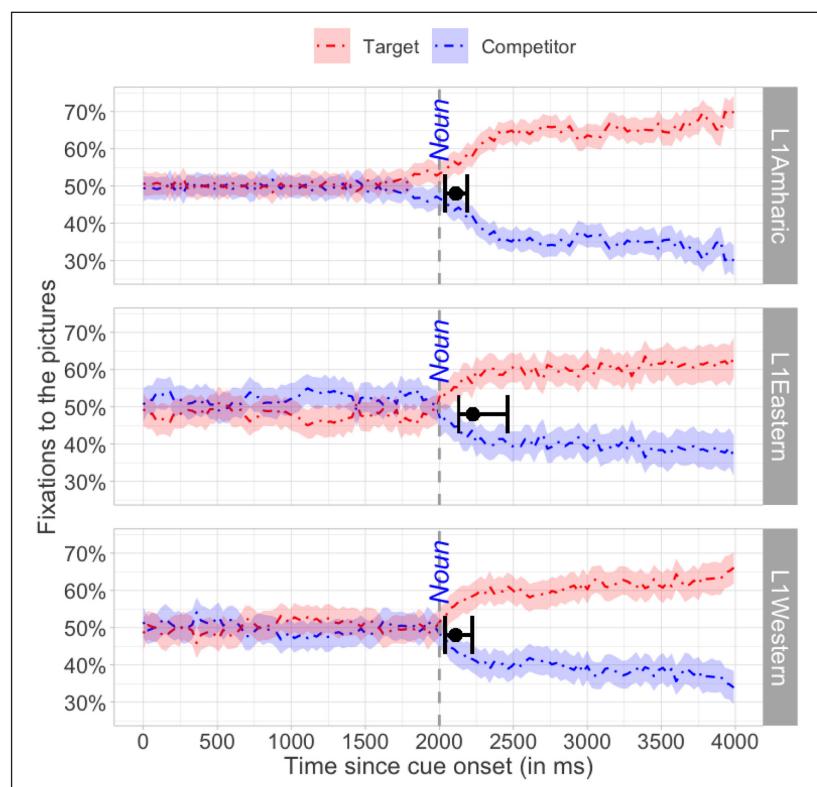 Target Competitor
Fixations to the pictures
70%
60%
50%
40%
30%
Noun
L1Amharic
70%
60%
50%
40%
30%
Noun
L1Eastern
70%
60%
50%
40%
30%
Noun
L1Western
0 500 1000 1500 2000 2500 3000 3500 4000
Time since cue onset (in ms)